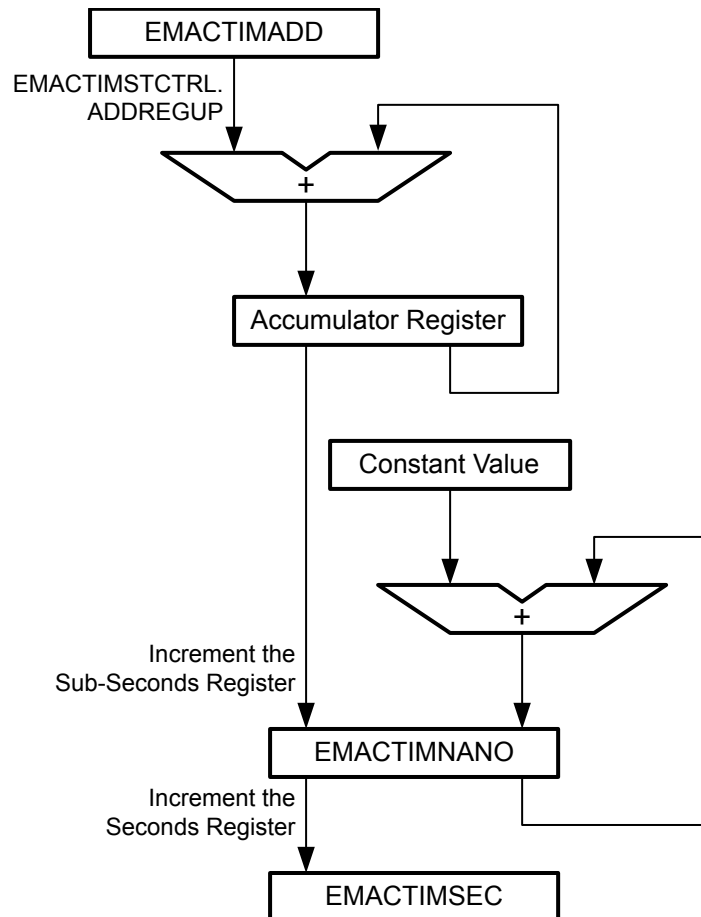 EMACTIMADD
EMACTIMSTCTRL.
ADDREGUP
+
Accumulator Register
Constant Value
+
Increment the
Sub-Seconds Register
EMACTIMNANO
Increment the
Seconds Register
EMACTIMSEC